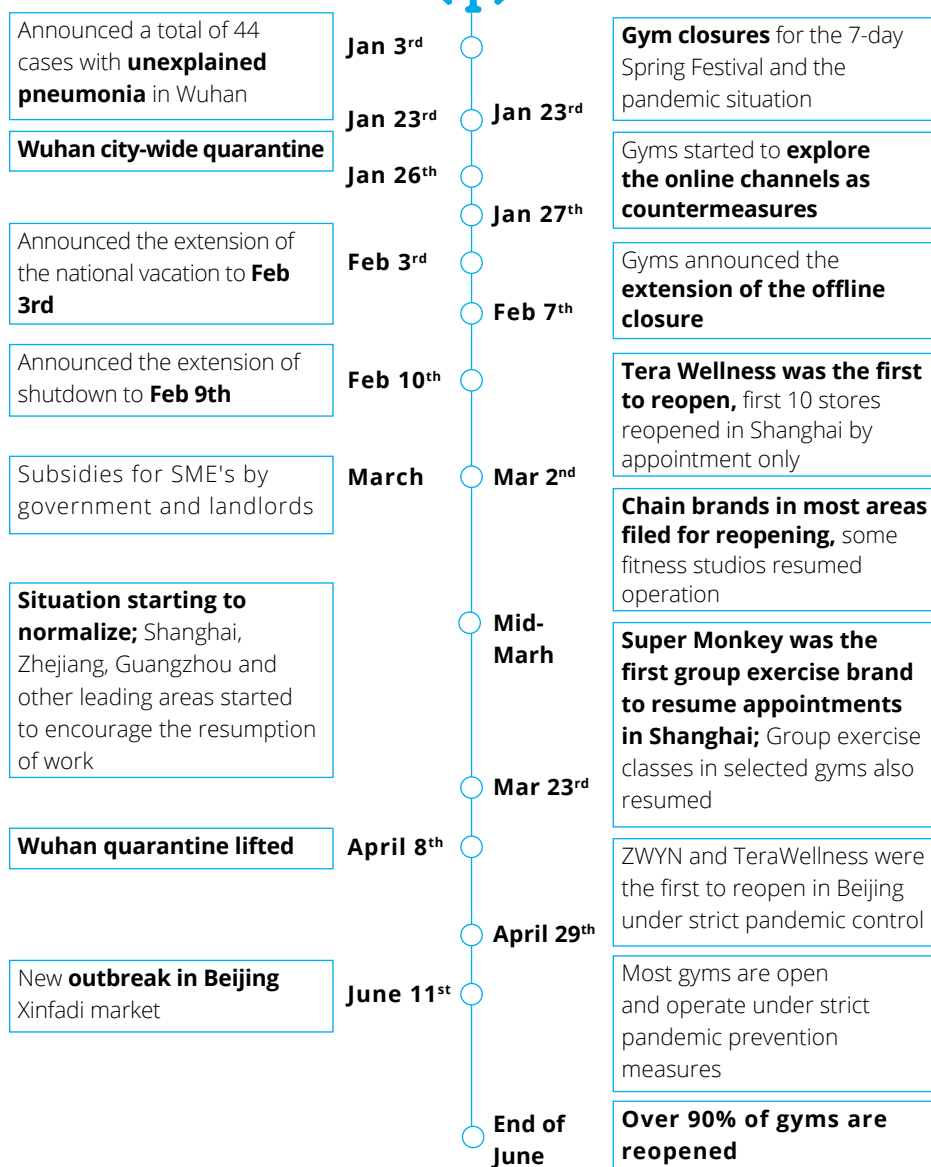 Announced a total of 44
cases with unexplained
pneumonia in Wuhan
Jan 3rd
Gym closures for the 7-day
Spring Festival and the
pandemic situation
Jan 23rd
Jan 23rd
Wuhan city-wide quarantine
Jan 26th
Gyms started to explore
the online channels as
countermeasures
Jan 27th
Announced the extension of
the national vacation to Feb
3rd
Feb 3rd
Gyms announced the
extension of the offline
closure
Feb 7th
Announced the extension of
shutdown to Feb 9th
Feb 10th
Tera Wellness was the first
to reopen, first 10 stores
reopened in Shanghai by
appointment only
Subsidies for SME's by
government and landlords
March
Mar 2nd
Chain brands in most areas
filed for reopening, some
fitness studios resumed
operation
Situation starting to
normalize; Shanghai,
Zhejiang, Guangzhou and
other leading areas started
to encourage the resumption
of work
Mid-
Marh
Super Monkey was the
first group exercise brand
to resume appointments
in Shanghai; Group exercise
classes in selected gyms also
resumed
Mar 23rd
Wuhan quarantine lifted
April 8th
ZWYN and TeraWellness were
the first to reopen in Beijing
under strict pandemic control
April 29th
New outbreak in Beijing
Xinfadi market
June 11st
Most gyms are open
and operate under strict
pandemic prevention
measures
End of
June
Over 90% of gyms are
reopened